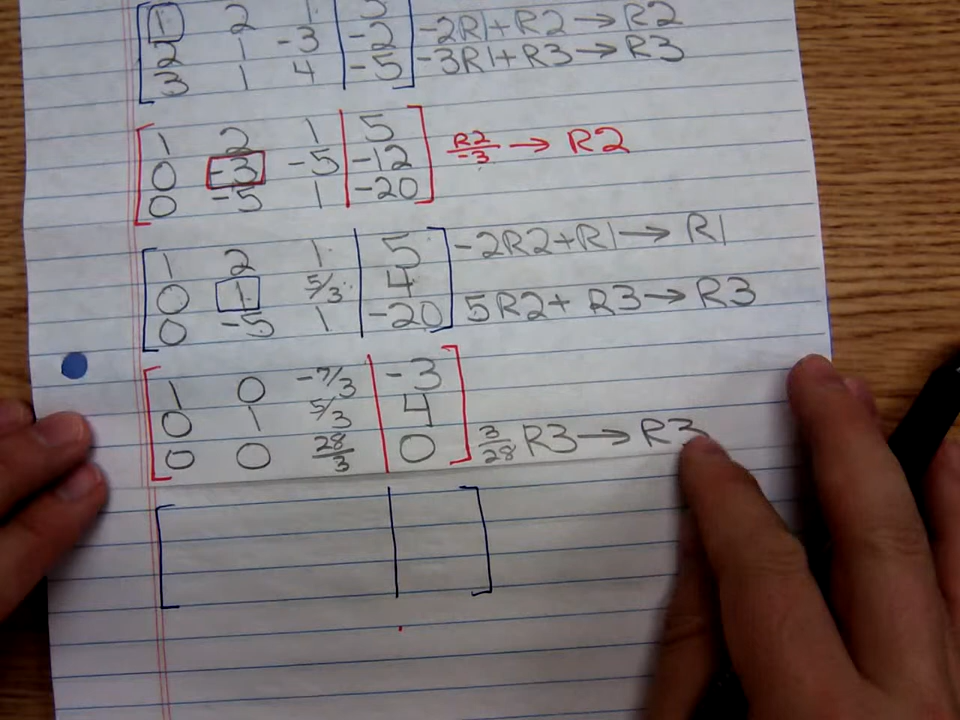 1 2 1 5 -2R1+R2→R2
2 1 -3 -2 -3R1+R3→R3
3 1 4 -5
1 2 1 5
0 -3 -5 -12 R2/-3 → R2
0 -5 1 -20
1 2 1 5 -2R2+R1→R1
0 1 5/3 4
0 -5 1 -20 5R2+R3→R3
1 0 -7/3 -3
0 1 5/3 4
0 0 28/3 0 3/28 R3→R3